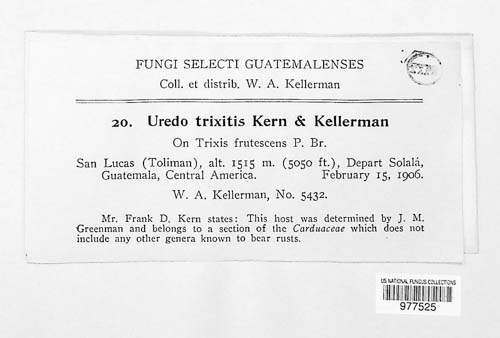 FUNGI SELECTI GUATEMALENSES
Coll. et distrib. W. A. Kellerman
20. Uredo trixitis Kern & Kellerman
On Trixis frutescens P. Br.
San Lucas (Toliman), alt. 1515 m. (5050 ft.), Depart Solalá,
Guatemala, Central America. February 15, 1906.
W. A. Kellerman, No. 5432.
Mr. Frank D. Kern states: This host was determined by J. M.
Greenman and belongs to a section of the Carduaceae which does not
include any other genera known to bear rusts.
US NATIONAL FUNGUS COLLECTIONS
977525